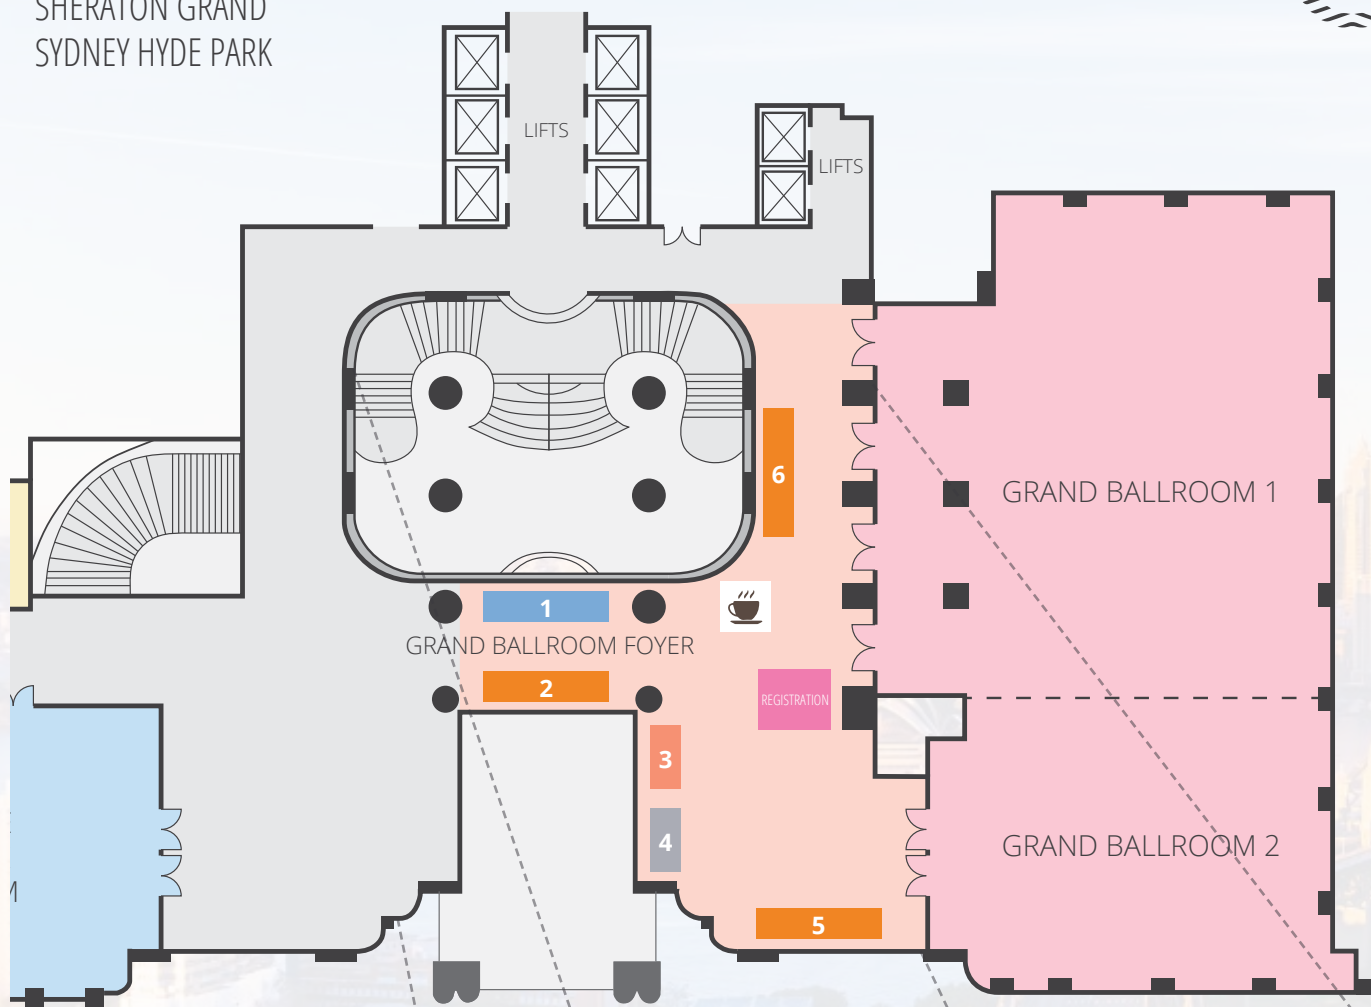 SHERATON GRAND
SYDNEY HYDE PARK
LIFTS
LIFTS
6
GRAND BALLROOM 1
1
GRAND BALLROOM FOYER
2
REGISTRATION
3
4
GRAND BALLROOM 2
M
5